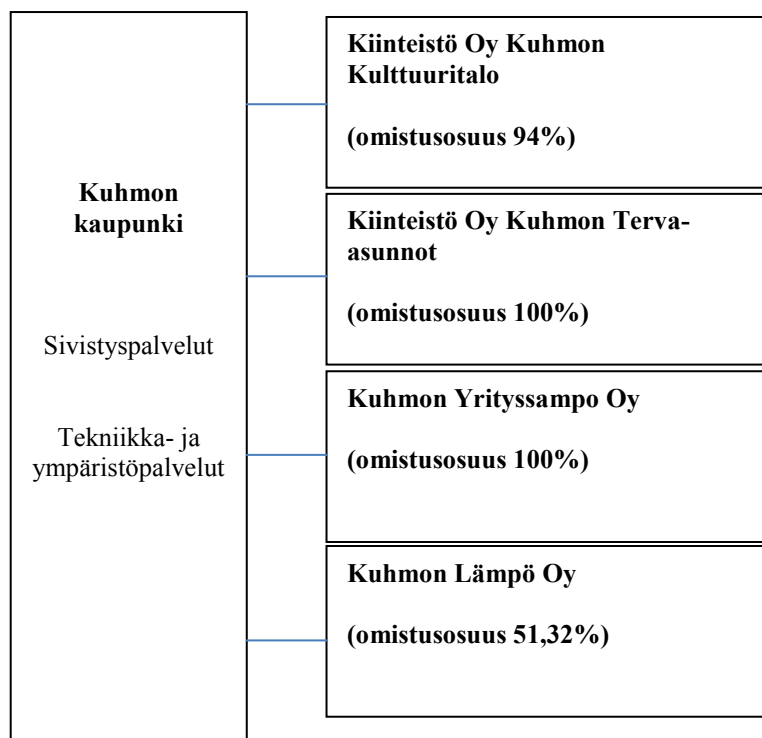 Kuhmon
kaupunki
Sivistyspalvelut
Tekniikka- ja
ympäristöpalvelut
Kiinteistö Oy Kuhmon
Kulttuuritalo
(omistusosuus 94%)
Kiinteistö Oy Kuhmon Terva-
asunnot
(omistusosuus 100%)
Kuhmon Yrityssampo Oy
(omistusosuus 100%)
Kuhmon Lämpö Oy
(omistusosuus 51,32%)